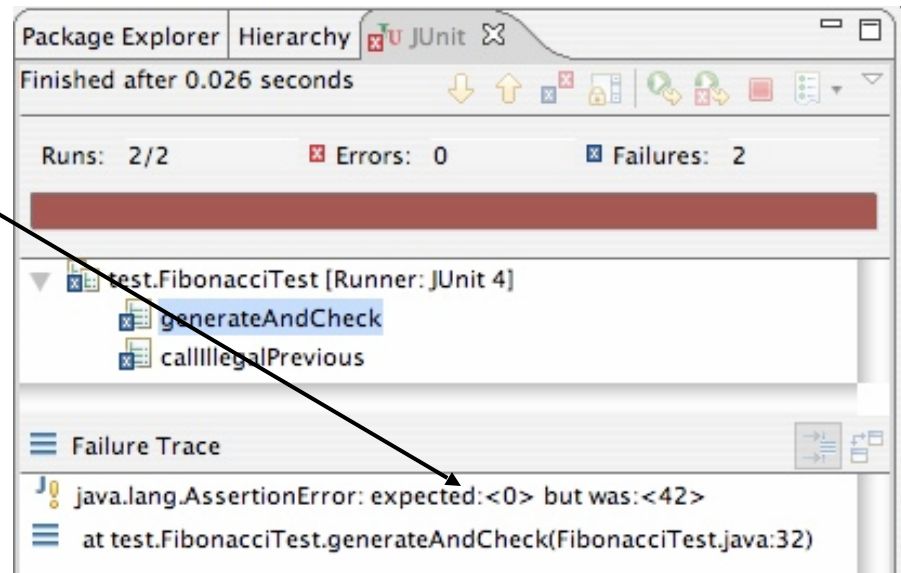 Package Explorer Hierarchy JU JUnit
Finished after 0.026 seconds
Runs: 2/2 Errors: 0 Failures: 2
test.FibonacciTest [Runner: JUnit 4]
generateAndCheck
callIllegalPrevious
Failure Trace
java.lang.AssertionError: expected:<0> but was:<42>
at test.FibonacciTest.generateAndCheck(FibonacciTest.java:32)